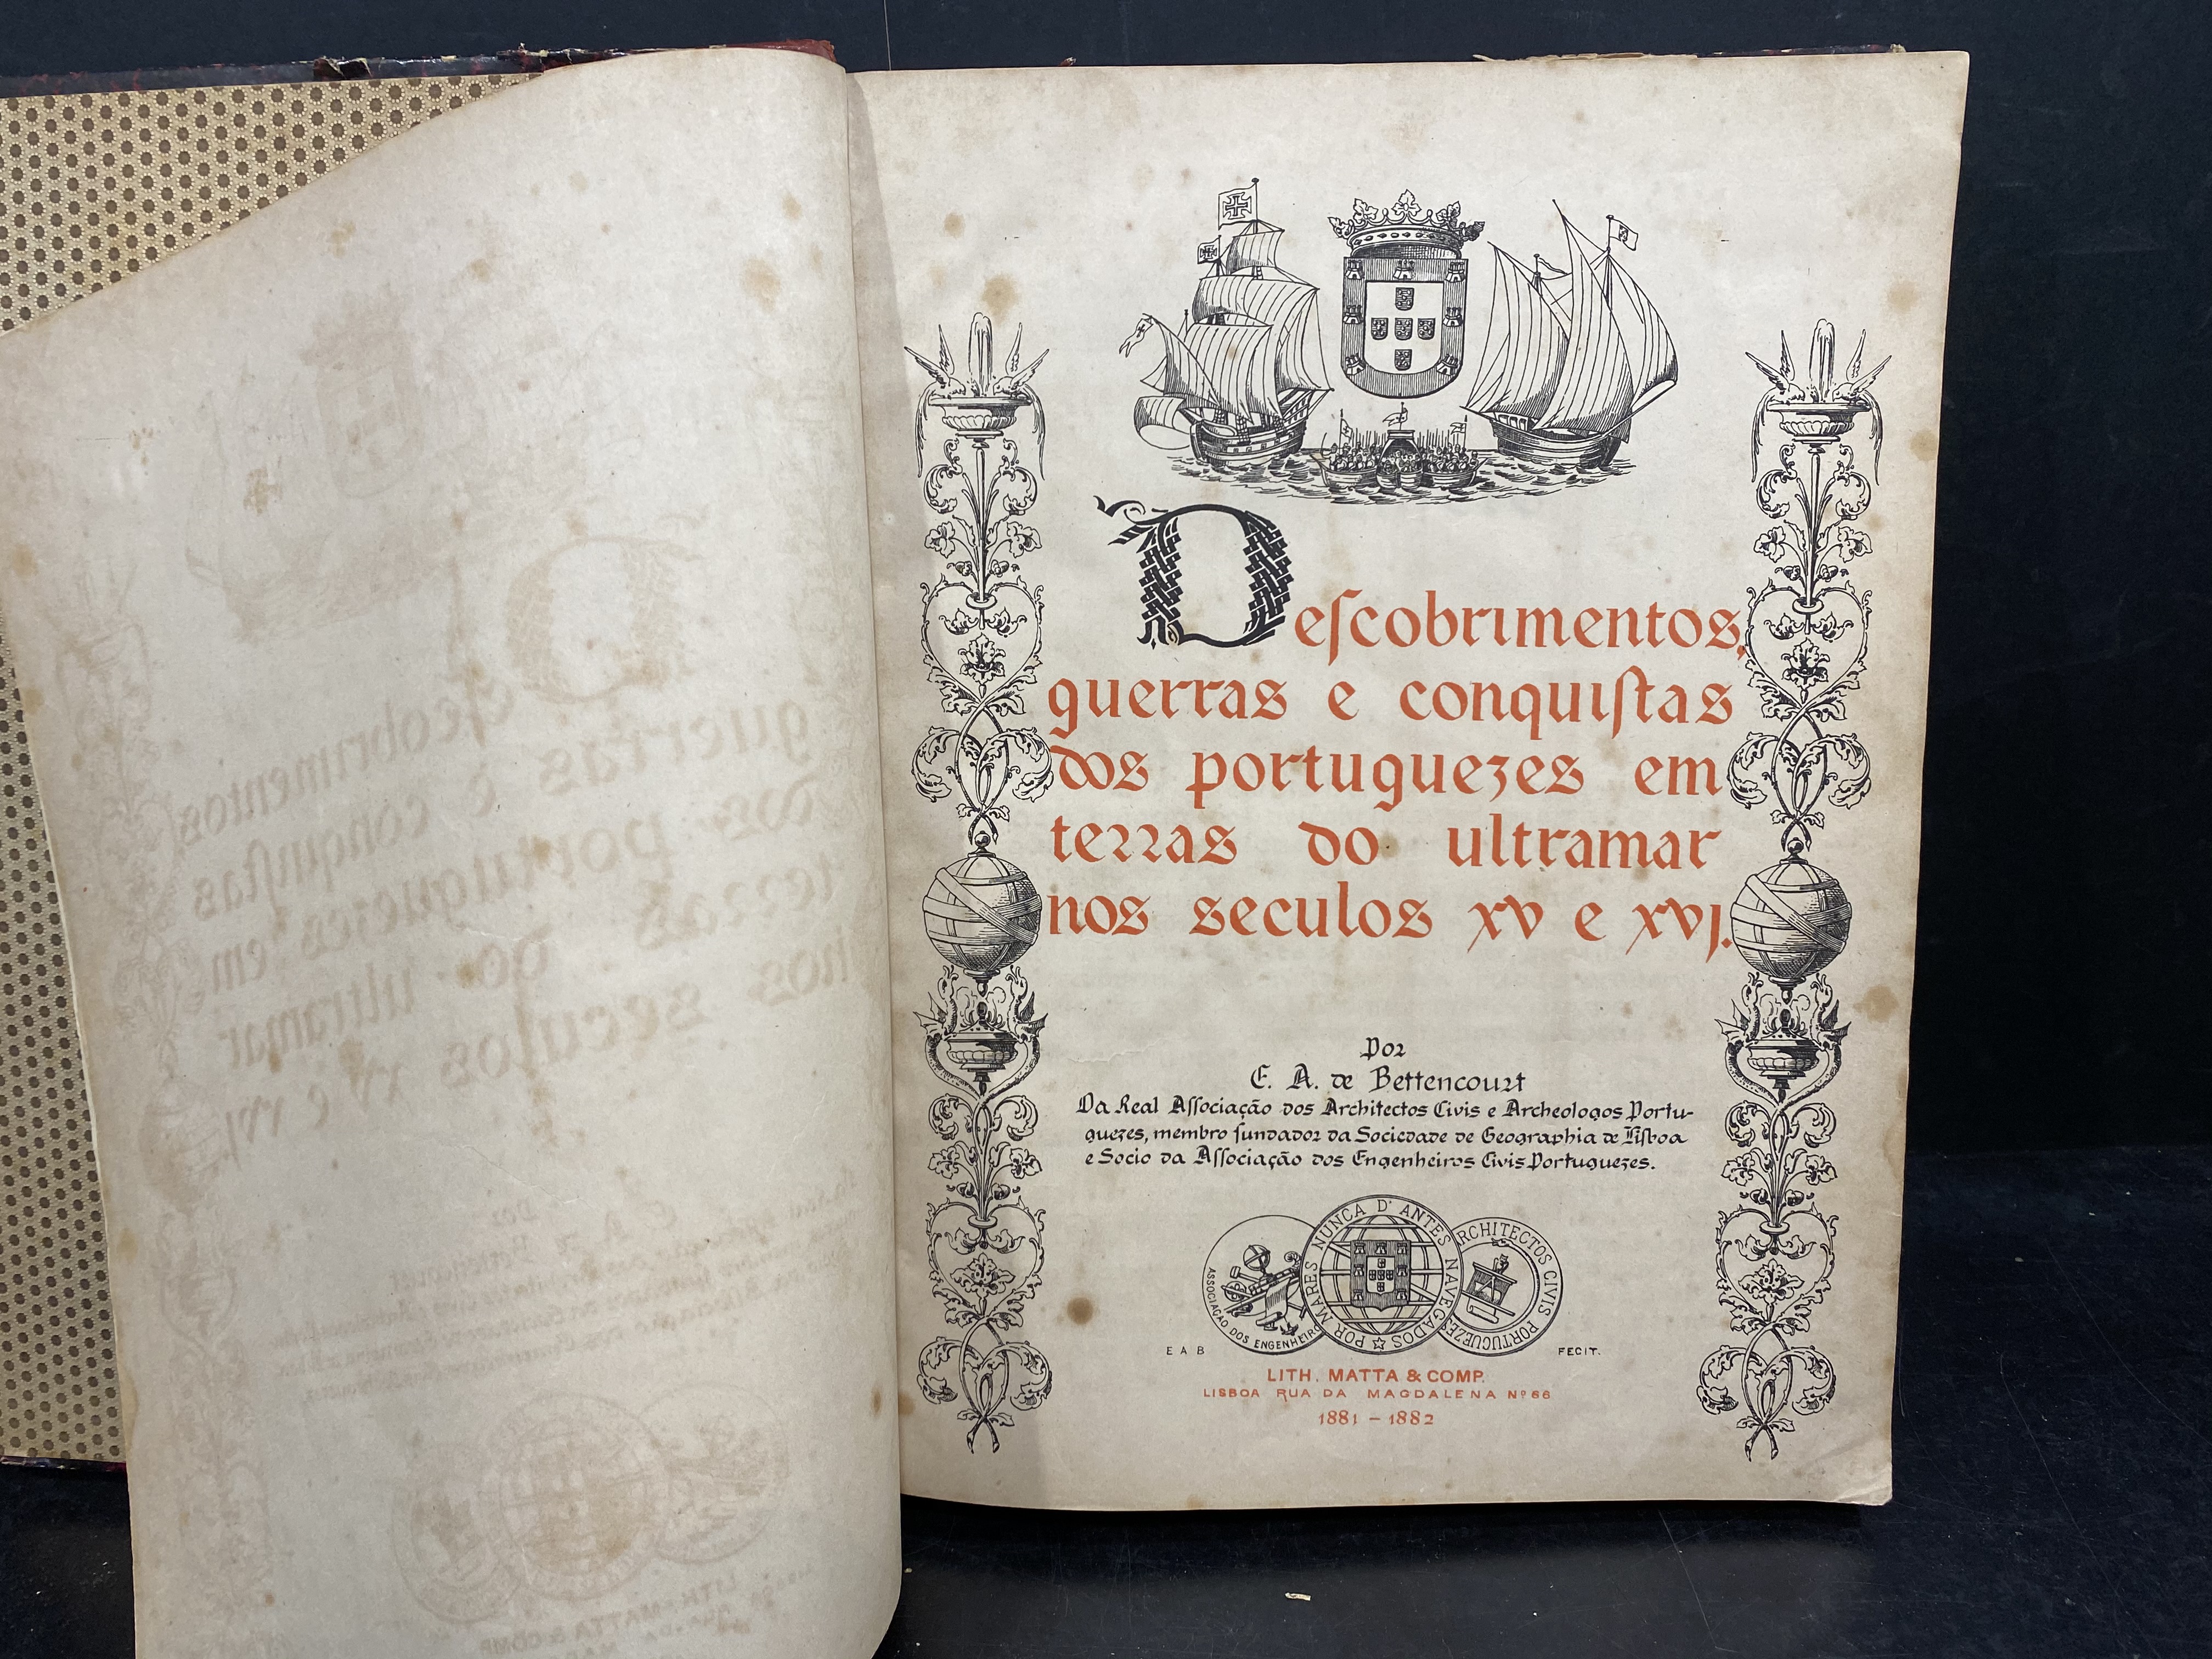 Deſcobrimentos,
guerras e conquiſtas
dos portuguezes em
terras do ultramar
nos seculos xv e xvj.
Por
E. A. de Bettencourt
Da Real Aſſociação dos Architectos Civis e Archeologos Portu-
guezes, membro fundador da Sociedade de Geographia de Liſboa
e Socio da Aſſociação dos Engenheiros Civis Portuguezes.
ASSOCIAÇÃO DOS ENGENHEIRO
POR MARES NUNCA D'ANTES NAVEGADOS
RCHITECTOS CIVIS PORTUGUEZES
E A B
FECIT.
LITH. MATTA & COMP.
LISBOA RUA DA MAGDALENA Nº 66
1881 – 1882